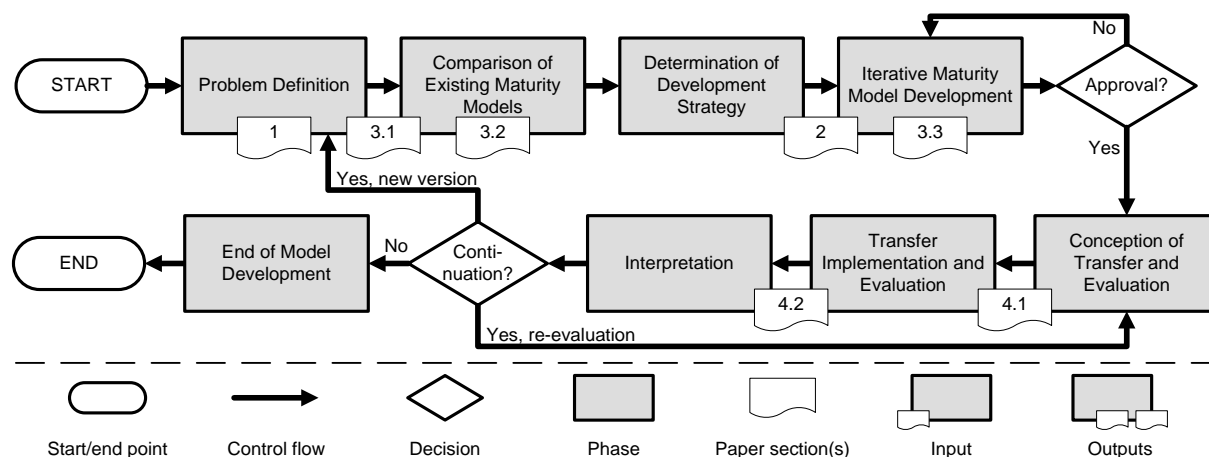 No
START
Problem Definition
Comparison of
Existing Maturity
Models
Determination of
Development
Strategy
Iterative Maturity
Model Development
Approval?
1
3.1
3.2
2
3.3
Yes
Yes, new version
END
End of Model
Development
No
Conti-
nuation?
Interpretation
Transfer
Implementation and
Evaluation
Conception of
Transfer and
Evaluation
4.2
4.1
Yes, re-evaluation
Start/end point
Control flow
Decision
Phase
Paper section(s)
Input
Outputs